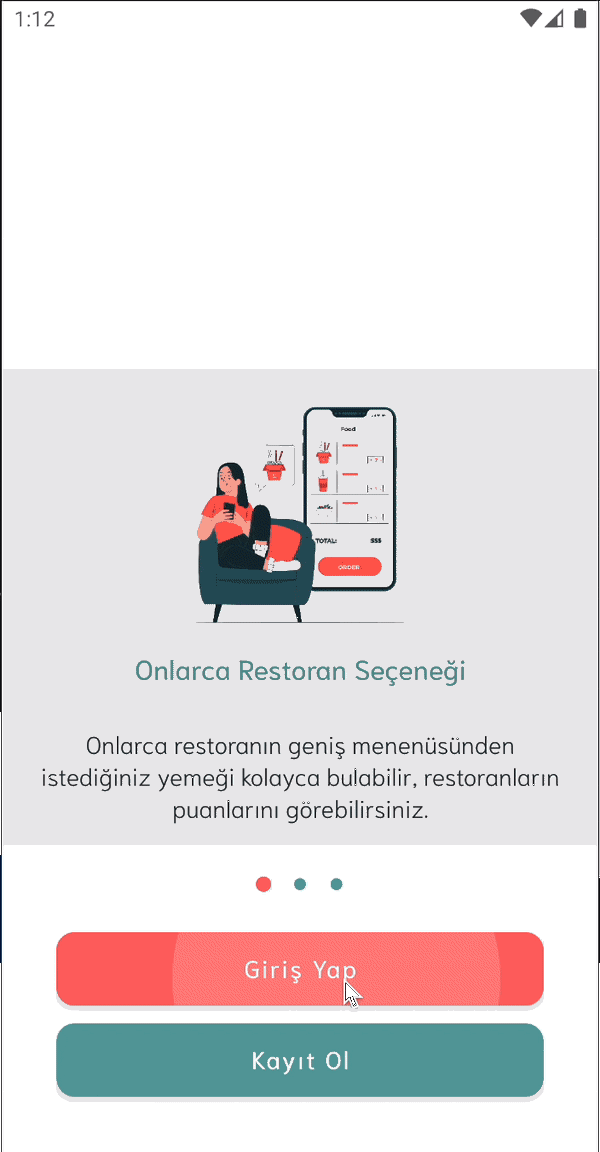 1:12
Food
TOTAL:
$$$
ORDER
Onlarca Restoran Seçeneği
Onlarca restoranın geniş menenüsünden
istediğiniz yemeği kolayca bulabilir, restoranların
puanlarını görebilirsiniz.
Giriş Yap
Kayıt Ol